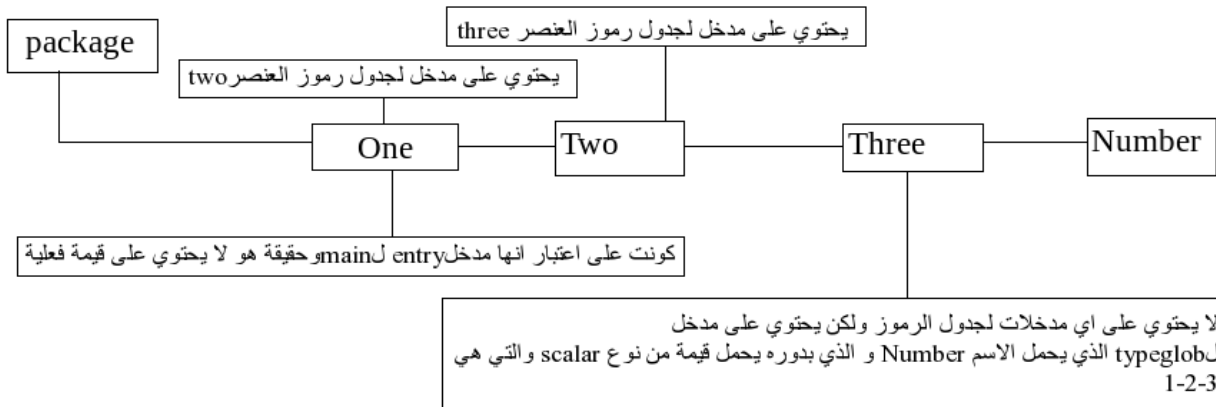 يحتوي على مدخل لجدول رموز العنصر three
package
يحتوي على مدخل لجدول رموز العنصرtwo
One
Two
Three
Number
كونت على اعتبار انها مدخلentry لmainوحقيقة هو لا يحتوي على قيمة فعلية
لا يحتوي على اي مدخلات لجدول الرموز ولكن يحتوي على مدخل
لtypeglob الذي يحمل الاسم Number و الذي بدوره يحمل قيمة من نوع scalar والتي هي
1-2-3